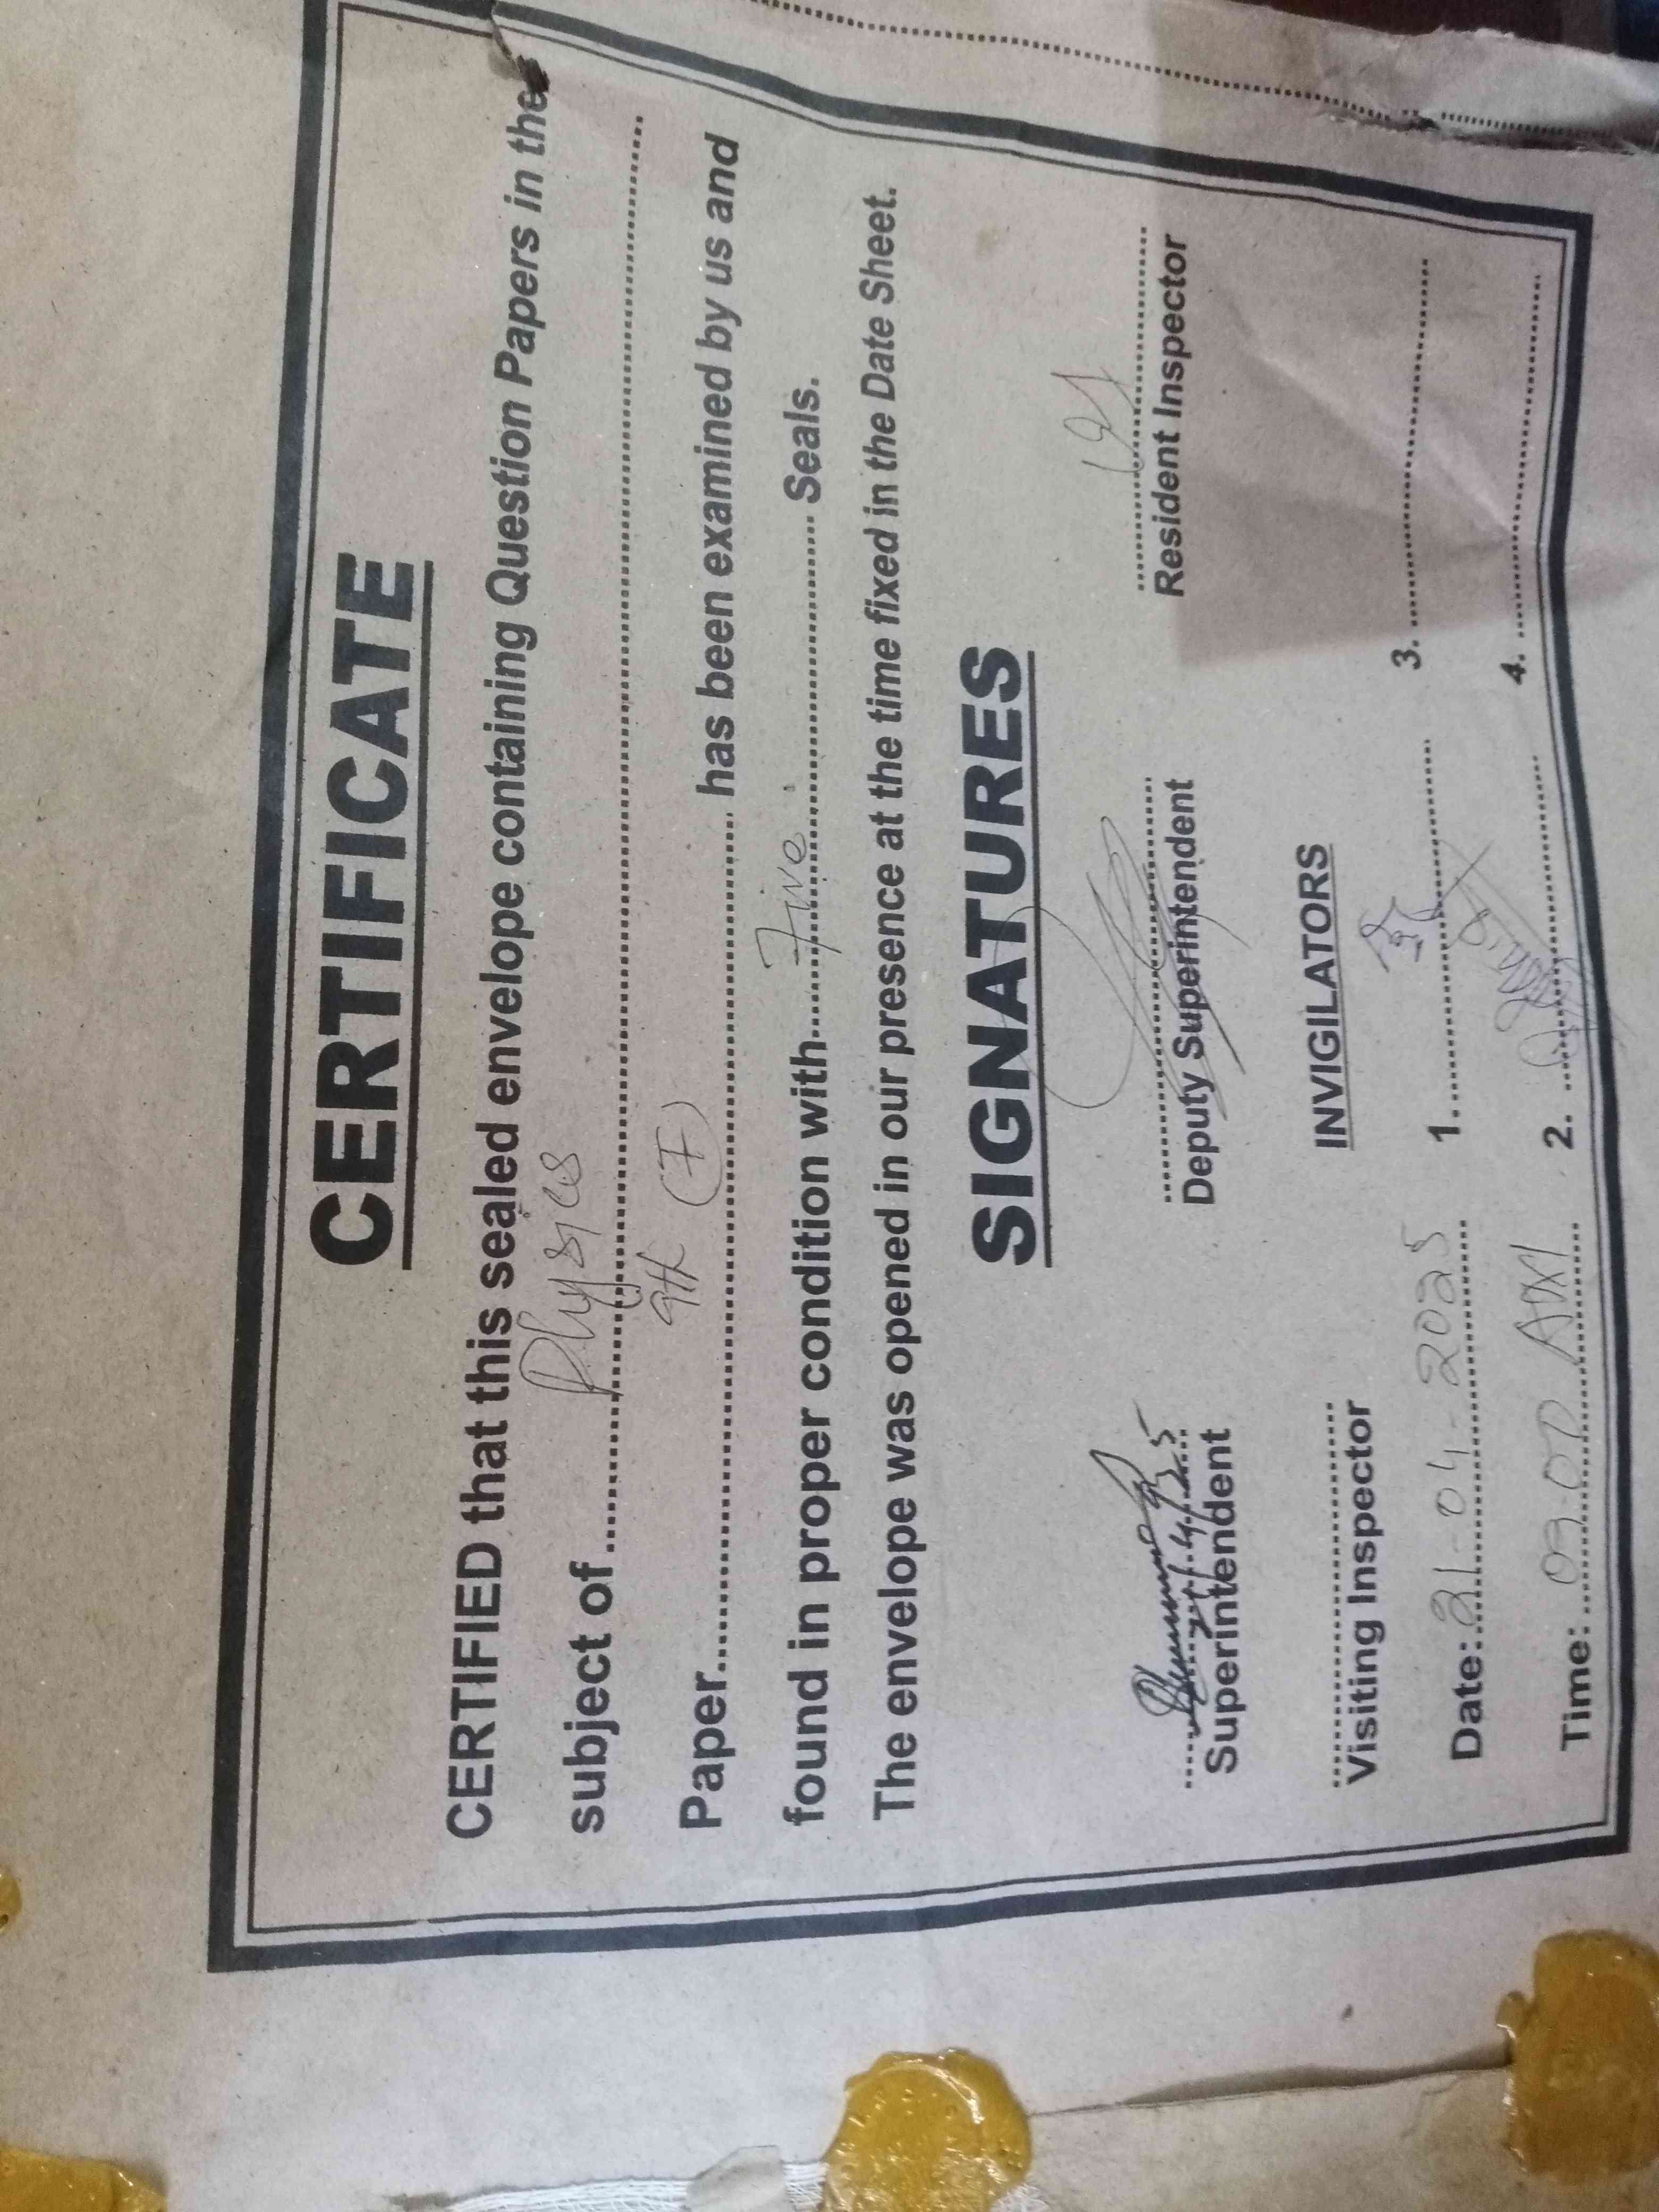 CERTIFICATE
CERTIFIED that this sealed envelope containing Question Papers in the
subject of Physics
Paper 9th (I) has been examined by us and
found in proper condition with Five Seals.
The envelope was opened in our presence at the time fixed in the Date Sheet.
SIGNATURES
21.4.25
Superintendent Deputy Superintendent Resident Inspector
Visiting Inspector INVIGILATORS
Date: 21-04-2025 1. 3.
Time: 09:00 AM 2. 4.